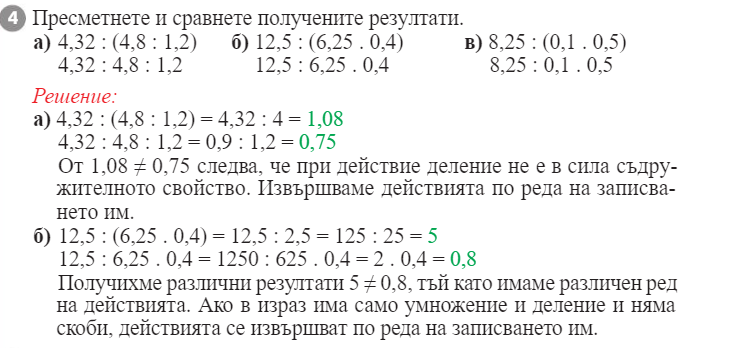 4 Пресметнете и сравнете получените резултати.
а) 4,32 : (4,8 : 1,2) б) 12,5 : (6,25 . 0,4) в) 8,25 : (0,1 . 0,5)
4,32 : 4,8 : 1,2 12,5 : 6,25 . 0,4 8,25 : 0,1 . 0,5
Решение:
а) 4,32 : (4,8 : 1,2) = 4,32 : 4 = 1,08
4,32 : 4,8 : 1,2 = 0,9 : 1,2 = 0,75
От 1,08 ≠ 0,75 следва, че при действие деление не е в сила съдру-
жителното свойство. Извършваме действията по реда на записва-
нето им.
б) 12,5 : (6,25 . 0,4) = 12,5 : 2,5 = 125 : 25 = 5
12,5 : 6,25 . 0,4 = 1250 : 625 . 0,4 = 2 . 0,4 = 0,8
Получихме различни резултати 5 ≠ 0,8, тъй като имаме различен ред
на действията. Ако в израз има само умножение и деление и няма
скоби, действията се извършват по реда на записването им.